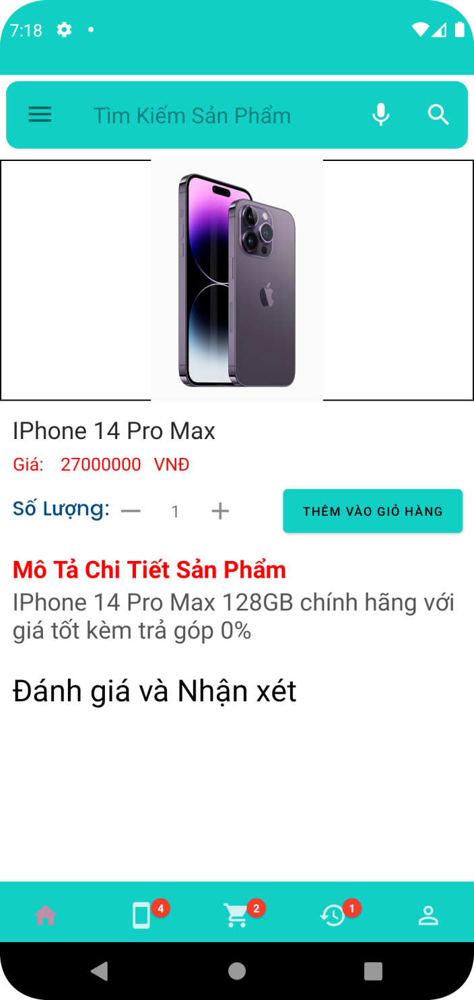 7:18
Tìm Kiếm Sản Phẩm
IPhone 14 Pro Max
Giá: 27000000 VNĐ
Số Lượng: 1
THÊM VÀO GIỎ HÀNG
Mô Tả Chi Tiết Sản Phẩm
IPhone 14 Pro Max 128GB chính hãng với
giá tốt kèm trả góp 0%
Đánh giá và Nhận xét
4
2
1